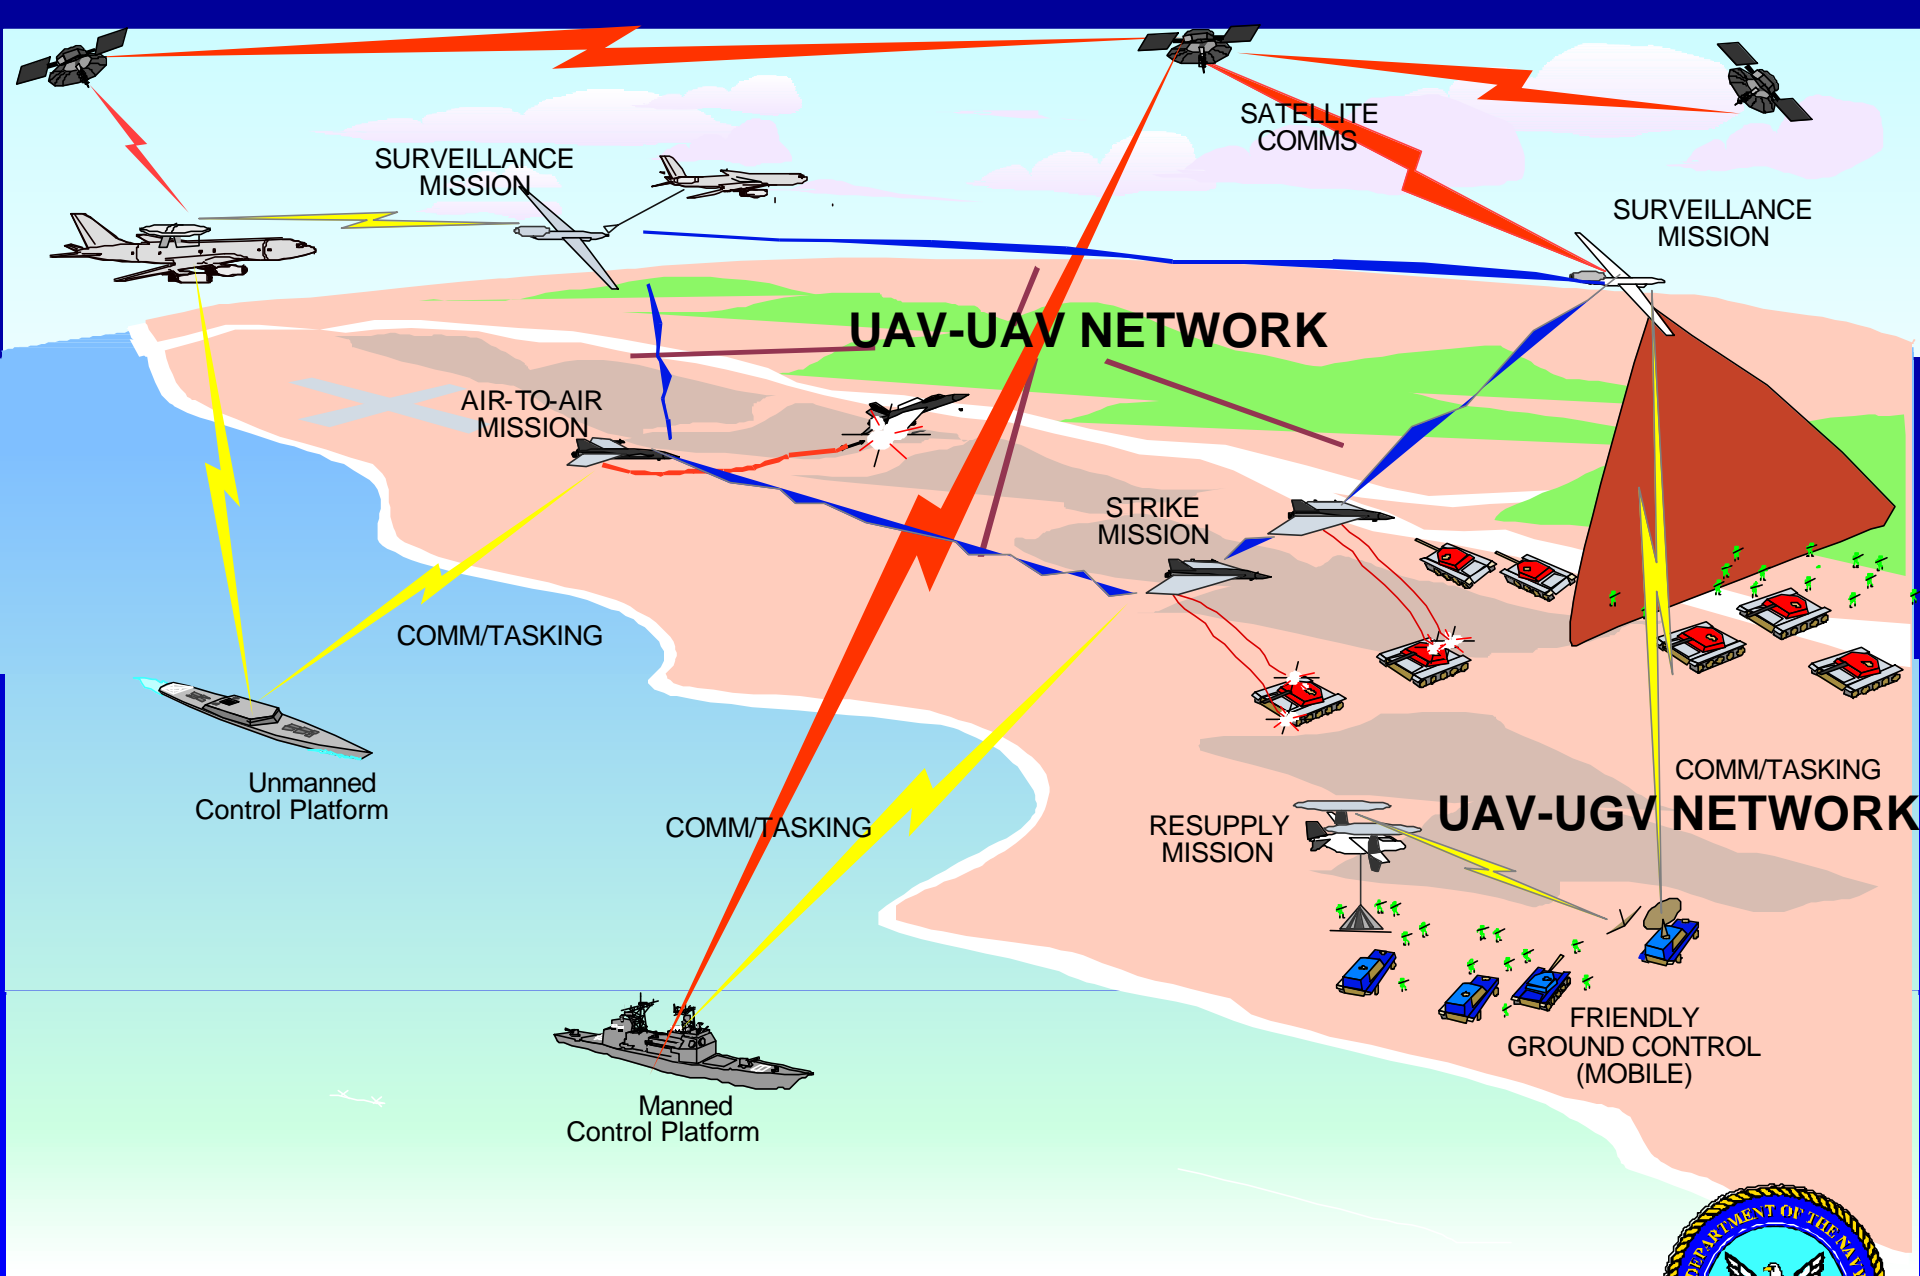 SATELLITE
COMMS
SURVEILLANCE
MISSION
SURVEILLANCE
MISSION
UAV-UAV NETWORK
AIR-TO-AIR
MISSION
STRIKE
MISSION
COMM/TASKING
Unmanned
Control Platform
COMM/TASKING
COMM/TASKING
UAV-UGV NETWORK
RESUPPLY
MISSION
FRIENDLY
GROUND CONTROL
(MOBILE)
Manned
Control Platform
DEPARTMENT OF THE NAVY